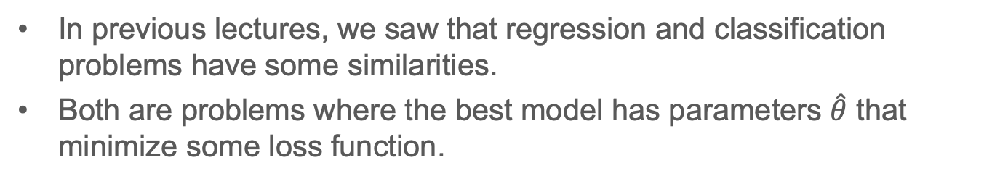 • In previous lectures, we saw that regression and classification
problems have some similarities.
• Both are problems where the best model has parameters θ̂ that
minimize some loss function.